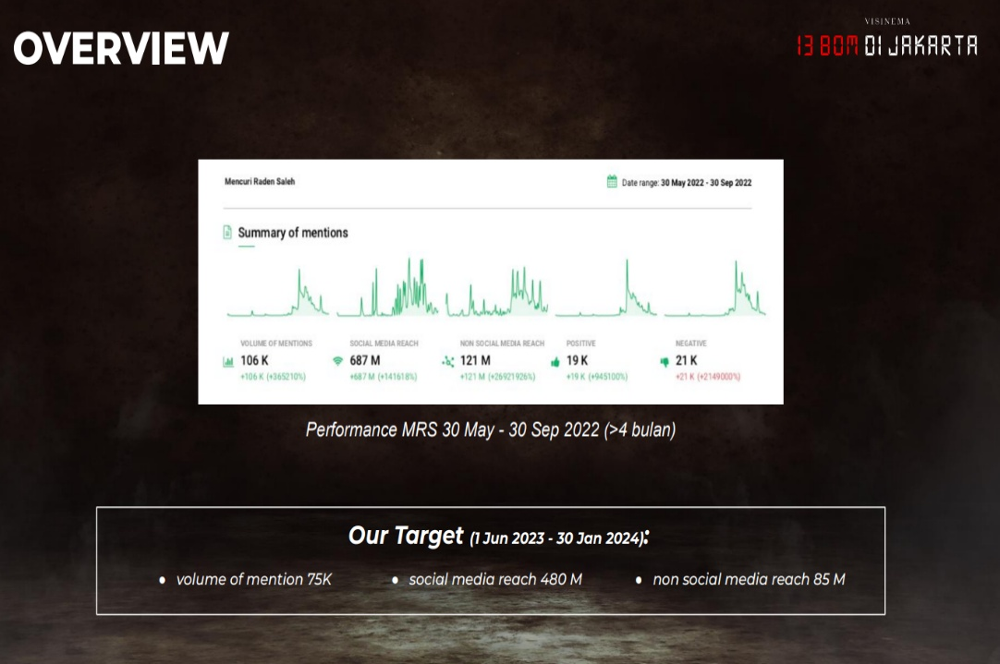 OVERVIEW
VISINEMA
13 BOM DI JAKARTA
Mencuri Raden Saleh
Date range: 30 May 2022 - 30 Sep 2022
Summary of mentions
VOLUME OF MENTIONS
106 K
+106 K (+365210%)
SOCIAL MEDIA REACH
687 M
+687 M (+141618%)
NON SOCIAL MEDIA REACH
121 M
+121 M (+26921926%)
POSITIVE
19 K
+19 K (+945100%)
NEGATIVE
21 K
+21 K (+2149000%)
Performance MRS 30 May - 30 Sep 2022 (>4 bulan)
Our Target (1 Jun 2023 - 30 Jan 2024):
• volume of mention 75K
• social media reach 480 M
• non social media reach 85 M